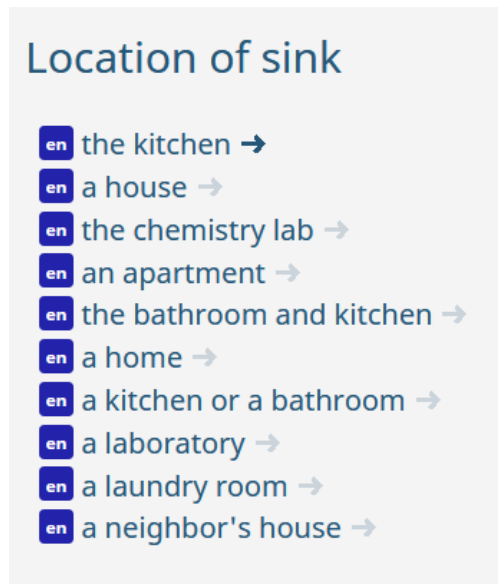 Location of sink
en the kitchen ➔
en a house ➔
en the chemistry lab ➔
en an apartment ➔
en the bathroom and kitchen ➔
en a home ➔
en a kitchen or a bathroom ➔
en a laboratory ➔
en a laundry room ➔
en a neighbor's house ➔